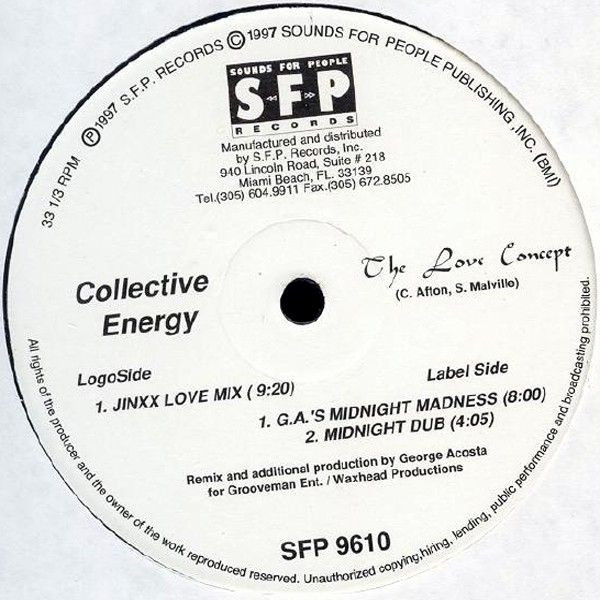 33 1/3 RPM Ⓟ1997 S.F.P. RECORDS ©1997 SOUNDS FOR PEOPLE PUBLISHING, INC. (BMI)
SOUNDS FOR PEOPLE
S«F»P
RECORDS
Manufactured and distributed
by S.F.P. Records, Inc.
940 Lincoln Road, Suite # 218
Miami Beach, FL. 33139
Tel.(305) 604.9911 Fax.(305) 672.8505
The Love Concept
(C. Afton, S. Malvillo)
Collective
Energy
LogoSide
1. JINXX LOVE MIX ( 9:20)
Label Side
1. G.A.'S MIDNIGHT MADNESS (8:00)
2. MIDNIGHT DUB (4:05)
Remix and additional production by George Acosta
for Grooveman Ent. / Waxhead Productions
SFP 9610
All rights of the producer and the owner of the work reproduced reserved. Unauthorized copying,hiring, lending, public performance and broadcasting prohibited.